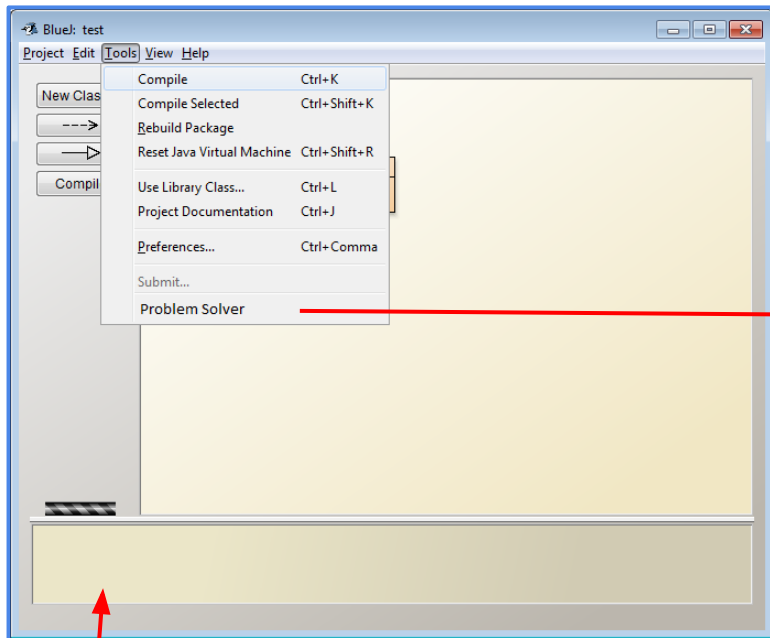 BlueJ: test
Project Edit Tools View Help
New Clas
Compil
Compile Ctrl+K
Compile Selected Ctrl+Shift+K
Rebuild Package
Reset Java Virtual Machine Ctrl+Shift+R
Use Library Class... Ctrl+L
Project Documentation Ctrl+J
Preferences... Ctrl+Comma
Submit...
Problem Solver